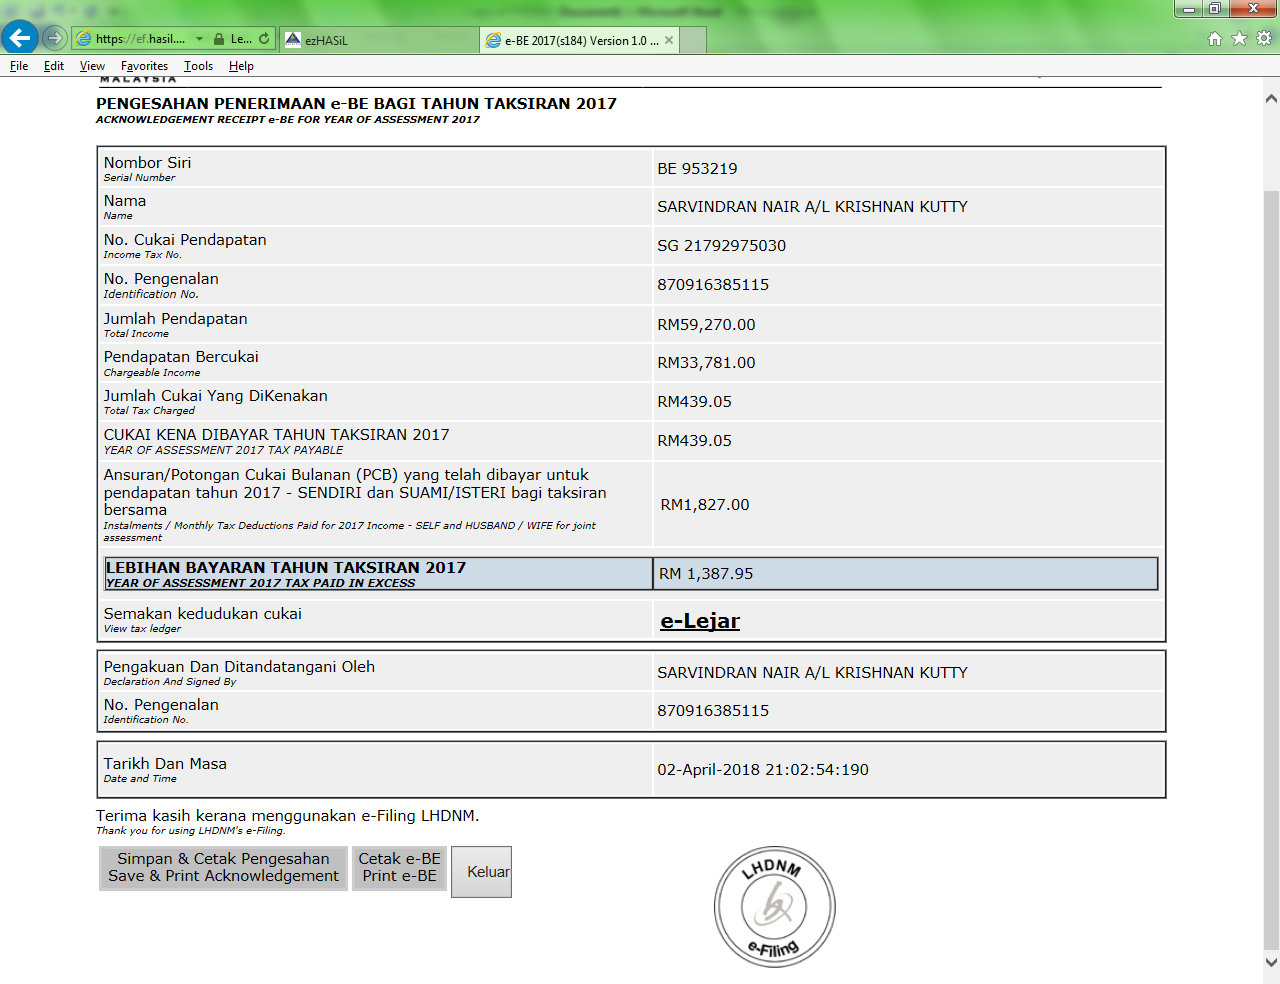 https://ef.hasil.... Le... ezHASiL e-BE 2017(s184) Version 1.0 ...
File Edit View Favorites Tools Help
MALAYSIA
PENGESAHAN PENERIMAAN e-BE BAGI TAHUN TAKSIRAN 2017
ACKNOWLEDGEMENT RECEIPT e-BE FOR YEAR OF ASSESSMENT 2017
Nombor Siri
Serial Number
BE 953219
Nama
Name
SARVINDRAN NAIR A/L KRISHNAN KUTTY
No. Cukai Pendapatan
Income Tax No.
SG 21792975030
No. Pengenalan
Identification No.
870916385115
Jumlah Pendapatan
Total Income
RM59,270.00
Pendapatan Bercukai
Chargeable Income
RM33,781.00
Jumlah Cukai Yang DiKenakan
Total Tax Charged
RM439.05
CUKAI KENA DIBAYAR TAHUN TAKSIRAN 2017
YEAR OF ASSESSMENT 2017 TAX PAYABLE
RM439.05
Ansuran/Potongan Cukai Bulanan (PCB) yang telah dibayar untuk
pendapatan tahun 2017 - SENDIRI dan SUAMI/ISTERI bagi taksiran
bersama
Instalments / Monthly Tax Deductions Paid for 2017 Income - SELF and HUSBAND / WIFE for joint
assessment
RM1,827.00
LEBIHAN BAYARAN TAHUN TAKSIRAN 2017
YEAR OF ASSESSMENT 2017 TAX PAID IN EXCESS
RM 1,387.95
Semakan kedudukan cukai
View tax ledger
e-Lejar
Pengakuan Dan Ditandatangani Oleh
Declaration And Signed By
SARVINDRAN NAIR A/L KRISHNAN KUTTY
No. Pengenalan
Identification No.
870916385115
Tarikh Dan Masa
Date and Time
02-April-2018 21:02:54:190
Terima kasih kerana menggunakan e-Filing LHDNM.
Thank you for using LHDNM's e-Filing.
Simpan & Cetak Pengesahan
Save & Print Acknowledgement
Cetak e-BE
Print e-BE
Keluar
LHDNM
e-Filing